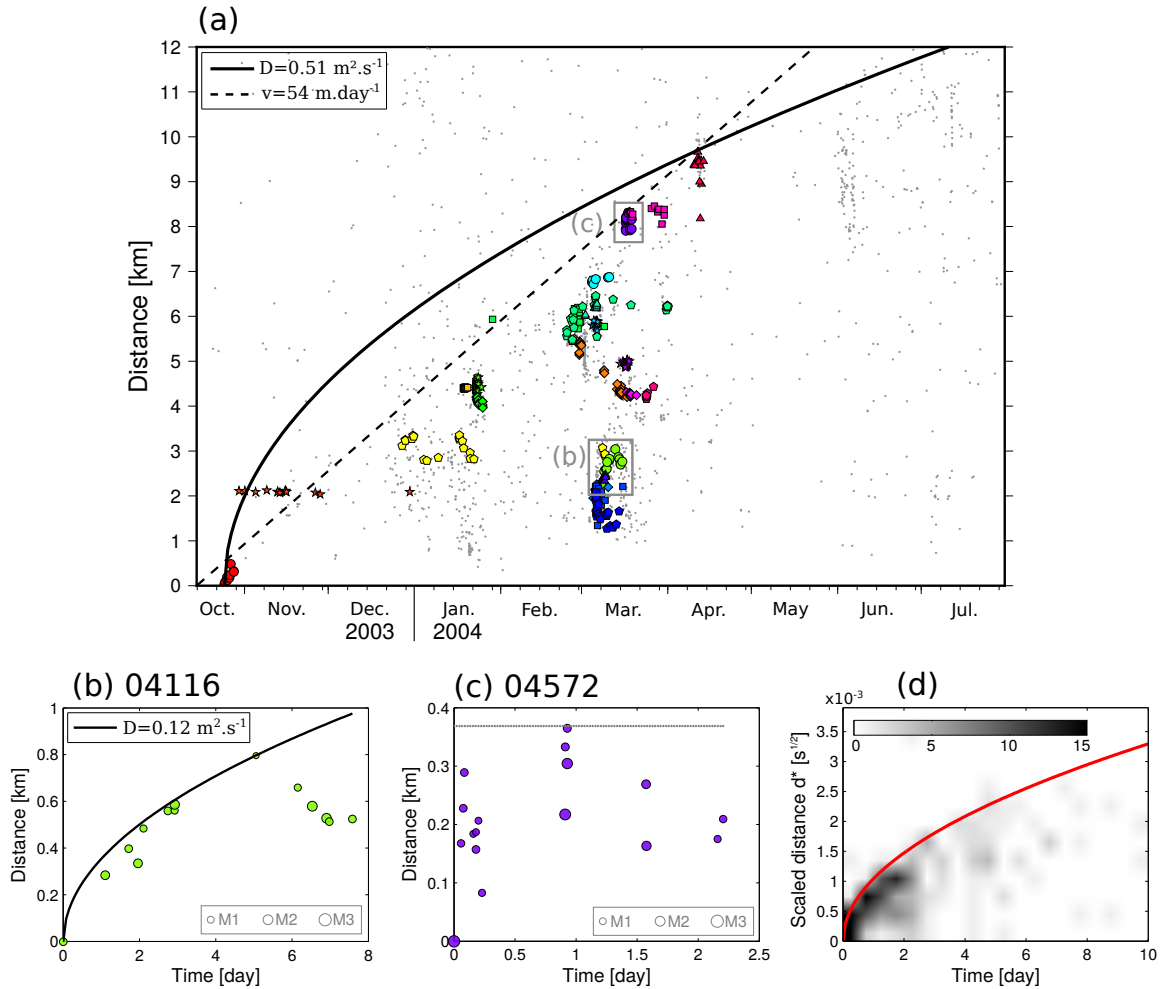 (a)
12
11
10
9
8
7
6
5
4
3
2
1
0
Distance [km]
D=0.51 m².s⁻¹
v=54 m.day⁻¹
(c)
(b)
Oct. Nov. Dec. Jan. Feb. Mar. Apr. May Jun. Jul.
2003 2004
(b) 04116
1
0.8
0.6
0.4
0.2
0
Distance [km]
D=0.12 m².s⁻¹
M1 M2 M3
0 2 4 6 8
Time [day]
(c) 04572
0.4
0.3
0.2
0.1
0
Distance [km]
M1 M2 M3
0 0.5 1 1.5 2 2.5
Time [day]
(d)
x10⁻³
3.5
3
2.5
2
1.5
1
0.5
0
Scaled distance d* [s¹ᐟ²]
0 5 10 15
0 2 4 6 8 10
Time [day]